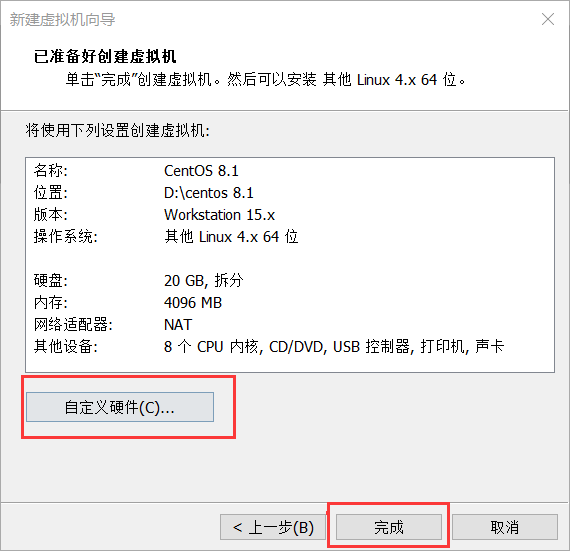 新建虚拟机向导
已准备好创建虚拟机
单击“完成”创建虚拟机。然后可以安装 其他 Linux 4.x 64 位。
将使用下列设置创建虚拟机:
名称: CentOS 8.1
位置: D:\centos 8.1
版本: Workstation 15.x
操作系统: 其他 Linux 4.x 64 位
硬盘: 20 GB, 拆分
内存: 4096 MB
网络适配器: NAT
其他设备: 8 个 CPU 内核, CD/DVD, USB 控制器, 打印机, 声卡
自定义硬件(C)...
< 上一步(B) 完成 取消